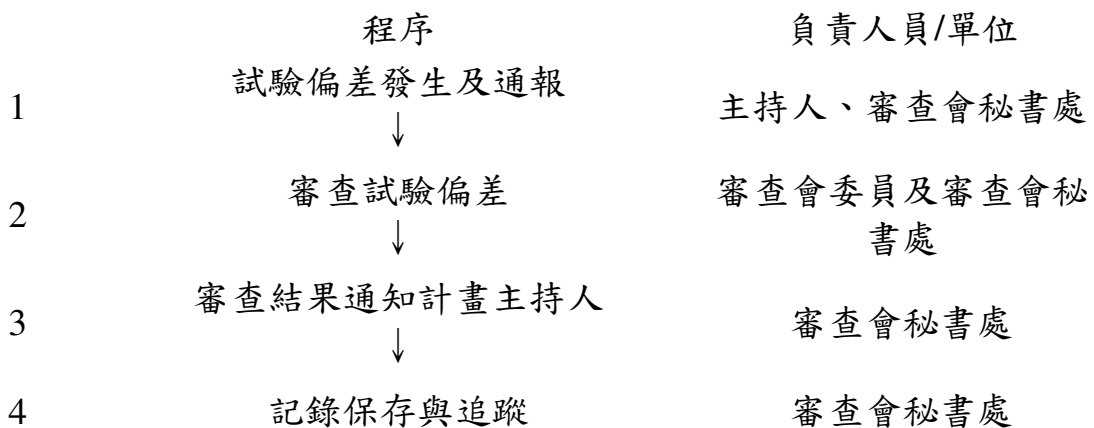 程序 負責人員/單位
1 試驗偏差發生及通報 主持人、審查會秘書處
↓
2 審查試驗偏差 審查會委員及審查會秘
書處
↓
3 審查結果通知計畫主持人 審查會秘書處
↓
4 記錄保存與追蹤 審查會秘書處